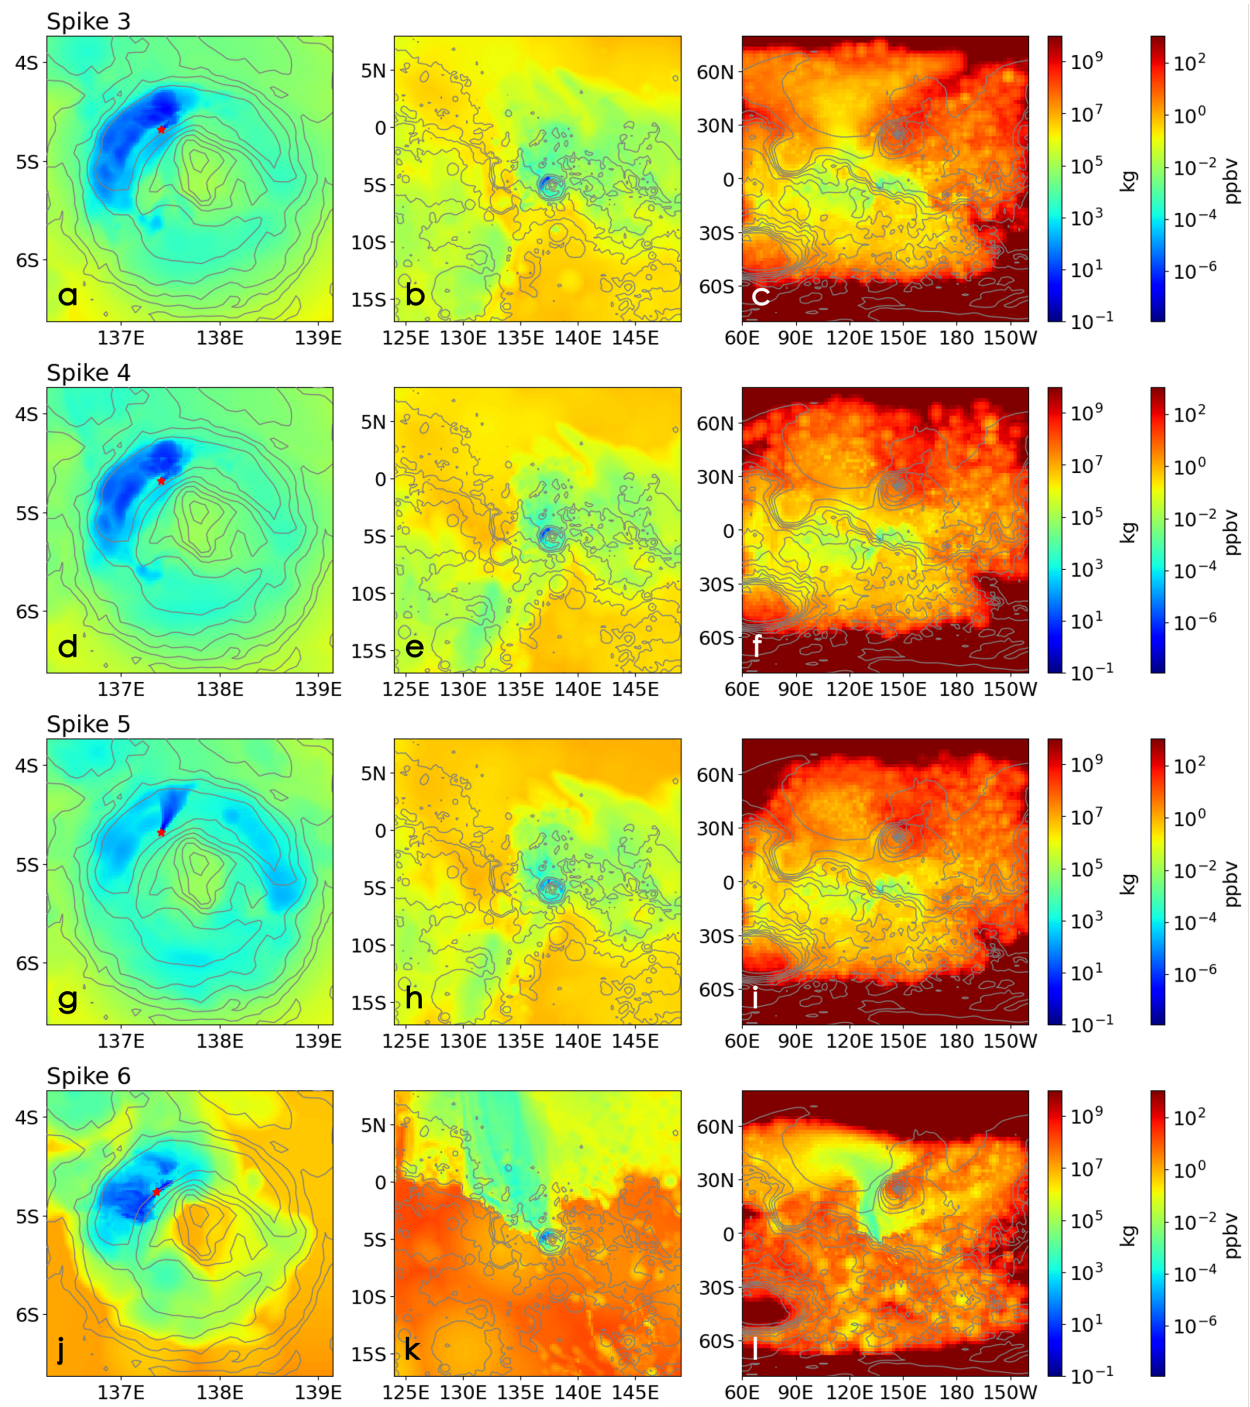 Spike 3
4S
5S
6S
a
137E 138E 139E
5N
0
5S
10S
15S
b
125E 130E 135E 140E 145E
60N
30N
0
30S
60S
c
60E 90E 120E 150E 180 150W
10^9
10^7
10^5
10^3
10^1
10^−1
kg
10^2
10^0
10^−2
10^−4
10^−6
ppbv
Spike 4
4S
5S
6S
d
137E 138E 139E
5N
0
5S
10S
15S
e
125E 130E 135E 140E 145E
60N
30N
0
30S
60S
f
60E 90E 120E 150E 180 150W
10^9
10^7
10^5
10^3
10^1
10^−1
kg
10^2
10^0
10^−2
10^−4
10^−6
ppbv
Spike 5
4S
5S
6S
g
137E 138E 139E
5N
0
5S
10S
15S
h
125E 130E 135E 140E 145E
60N
30N
0
30S
60S
i
60E 90E 120E 150E 180 150W
10^9
10^7
10^5
10^3
10^1
10^−1
kg
10^2
10^0
10^−2
10^−4
10^−6
ppbv
Spike 6
4S
5S
6S
j
137E 138E 139E
5N
0
5S
10S
15S
k
125E 130E 135E 140E 145E
60N
30N
0
30S
60S
l
60E 90E 120E 150E 180 150W
10^9
10^7
10^5
10^3
10^1
10^−1
kg
10^2
10^0
10^−2
10^−4
10^−6
ppbv